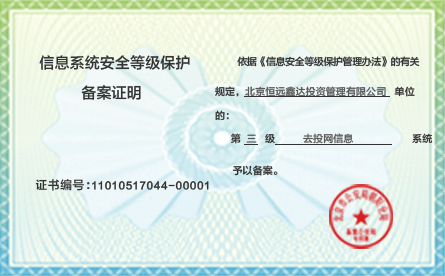 信息系统安全等级保护
备案证明
证书编号:11010517044-00001
依据《信息安全等级保护管理办法》的有关
规定，北京恒远鑫达投资管理有限公司 单位
的：
第 三 级 去投网信息 系统
予以备案。